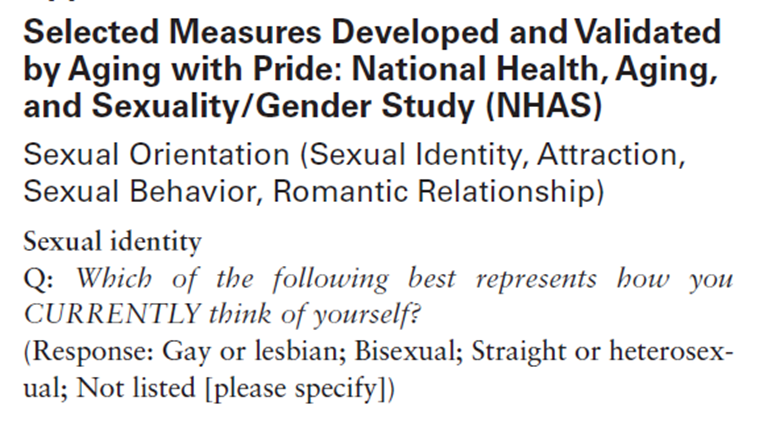 Selected Measures Developed and Validated
by Aging with Pride: National Health, Aging,
and Sexuality/Gender Study (NHAS)
Sexual Orientation (Sexual Identity, Attraction,
Sexual Behavior, Romantic Relationship)
Sexual identity
Q: Which of the following best represents how you
CURRENTLY think of yourself?
(Response: Gay or lesbian; Bisexual; Straight or heterosex-
ual; Not listed [please specify])